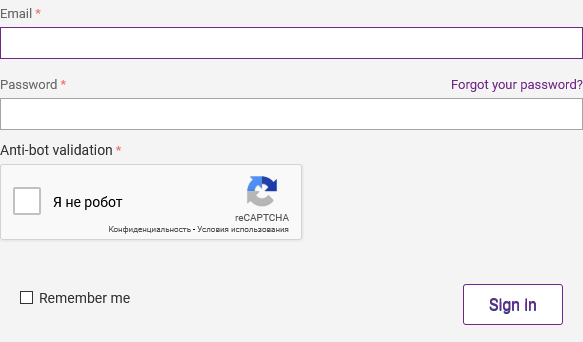 Email *
Password * Forgot your password?
Anti-bot validation *
Я не робот
reCAPTCHA
Конфиденциальность - Условия использования
Remember me
Sign in